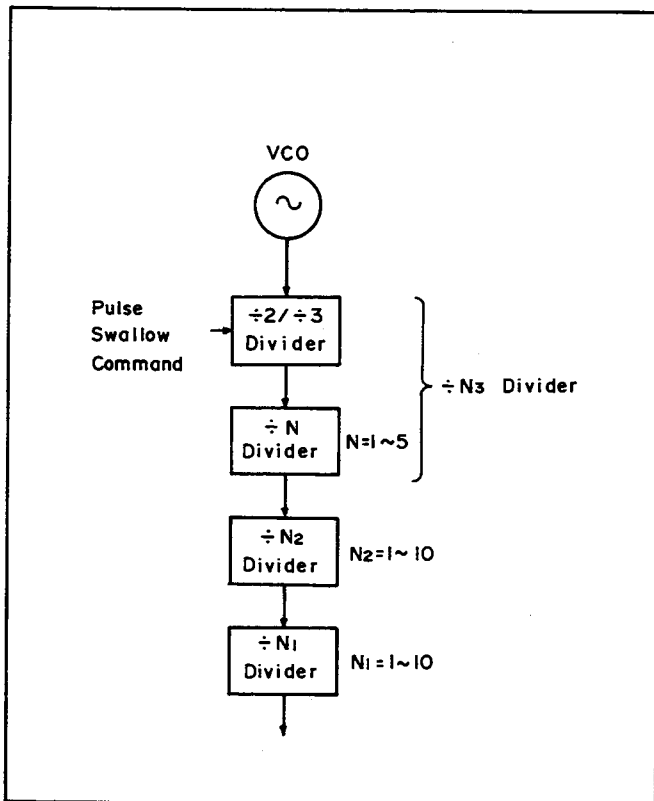 VCO
~
Pulse
Swallow
Command
÷2/÷3
Divider
÷N3 Divider
÷N
Divider
N=1~5
÷N2
Divider
N2=1~10
÷N1
Divider
N1=1~10